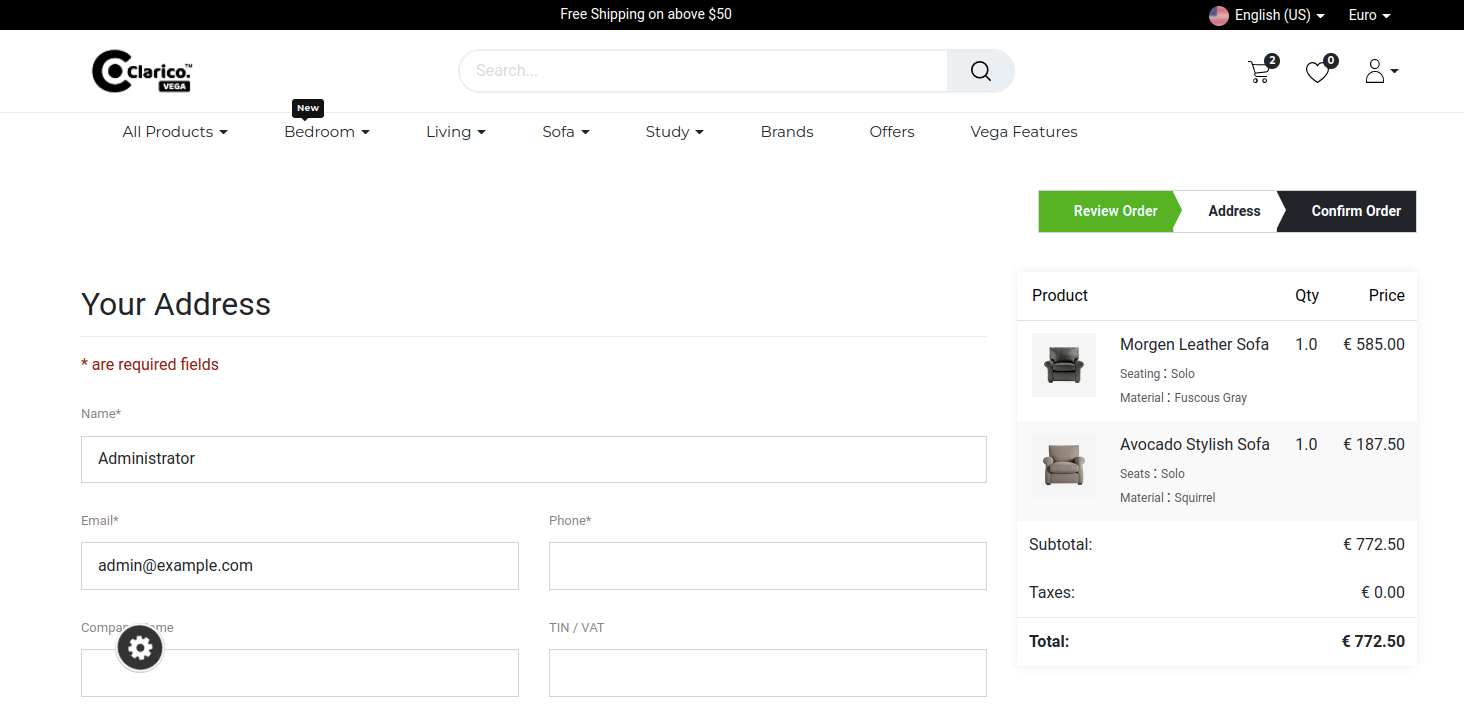 Free Shipping on above $50
English (US)
Euro
Clarico.™
VEGA
Search...
2
0
New
All Products
Bedroom
Living
Sofa
Study
Brands
Offers
Vega Features
Review Order
Address
Confirm Order
Your Address
* are required fields
Name*
Administrator
Email*
Phone*
admin@example.com
TIN / VAT
Product Qty Price
Morgen Leather Sofa 1.0 € 585.00
Seating : Solo
Material : Fuscous Gray
Avocado Stylish Sofa 1.0 € 187.50
Seats : Solo
Material : Squirrel
Subtotal: € 772.50
Taxes: € 0.00
Total: € 772.50